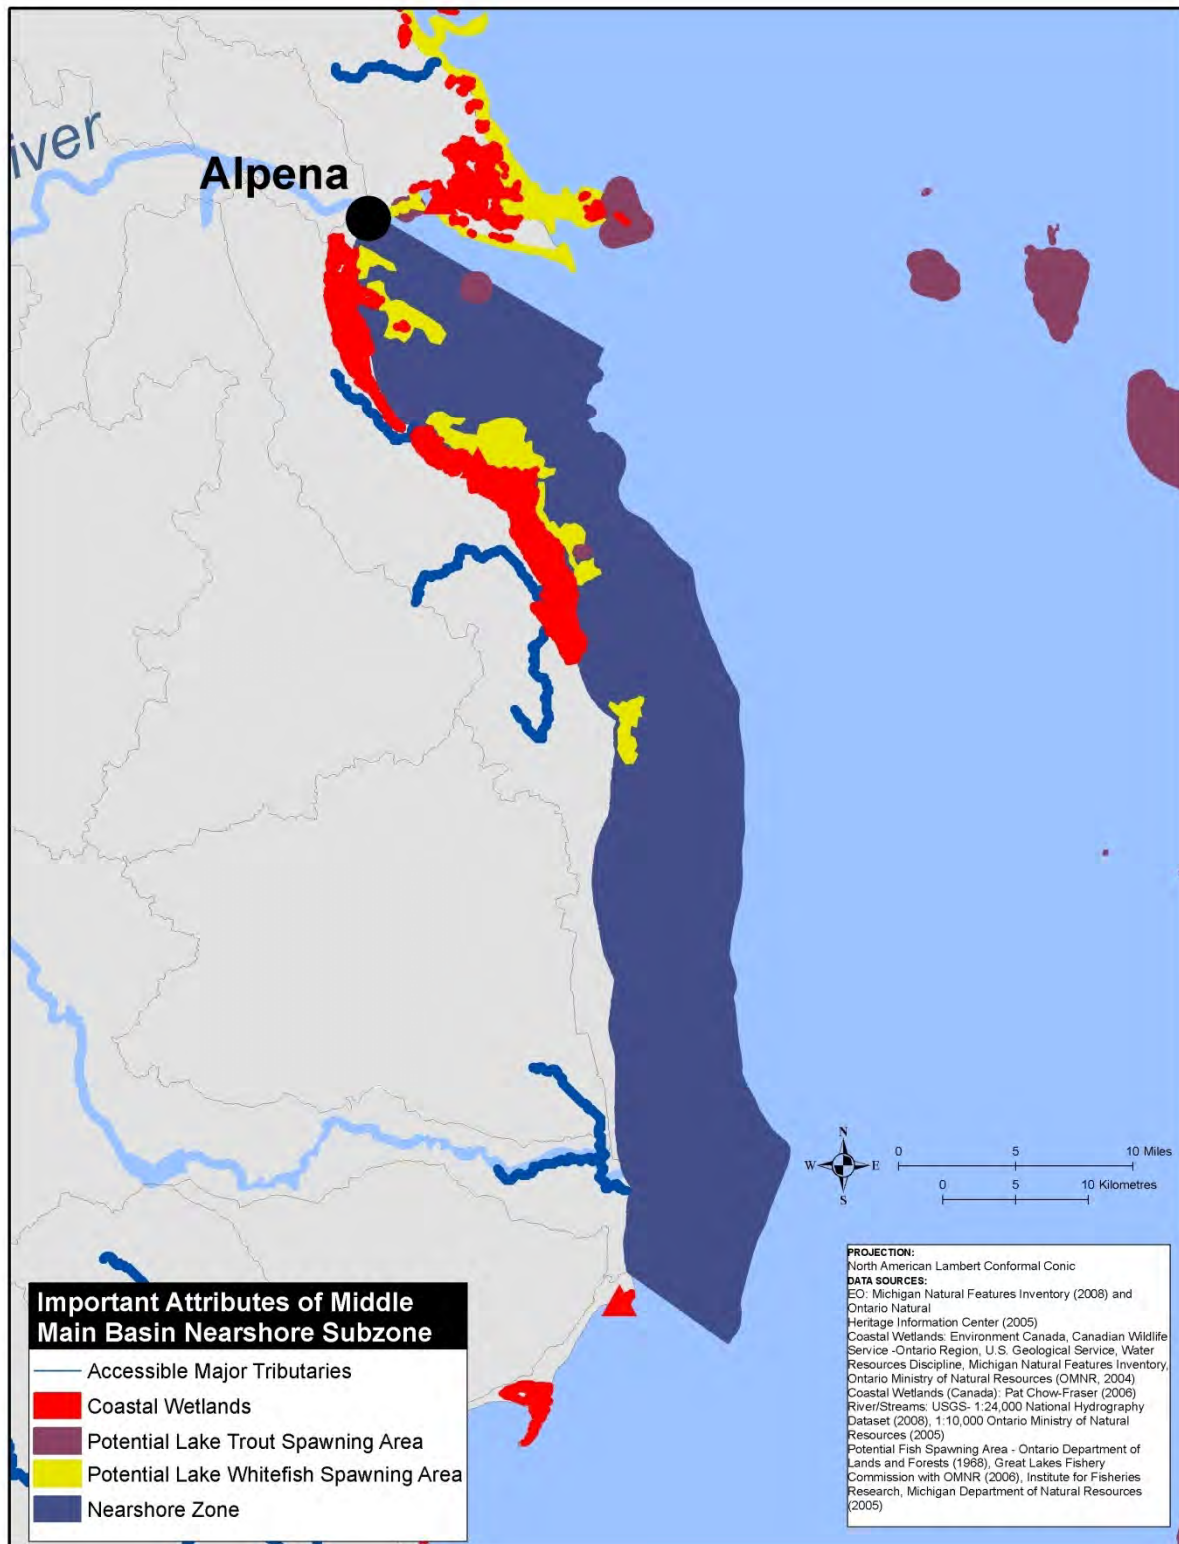 iver
Alpena
N
W
E
S
0 5 10 Miles
0 5 10 Kilometres
PROJECTION:
North American Lambert Conformal Conic
DATA SOURCES:
EO: Michigan Natural Features Inventory (2008) and
Ontario Natural
Heritage Information Center (2005)
Coastal Wetlands: Environment Canada, Canadian Wildlife
Service -Ontario Region, U.S. Geological Service, Water
Resources Discipline, Michigan Natural Features Inventory,
Ontario Ministry of Natural Resources (OMNR, 2004)
Coastal Wetlands (Canada): Pat Chow-Fraser (2006)
River/Streams: USGS- 1:24,000 National Hydrography
Dataset (2008), 1:10,000 Ontario Ministry of Natural
Resources (2005)
Potential Fish Spawning Area - Ontario Department of
Lands and Forests (1968), Great Lakes Fishery
Commission with OMNR (2006), Institute for Fisheries
Research, Michigan Department of Natural Resources
(2005)
Important Attributes of Middle
Main Basin Nearshore Subzone
Accessible Major Tributaries
Coastal Wetlands
Potential Lake Trout Spawning Area
Potential Lake Whitefish Spawning Area
Nearshore Zone